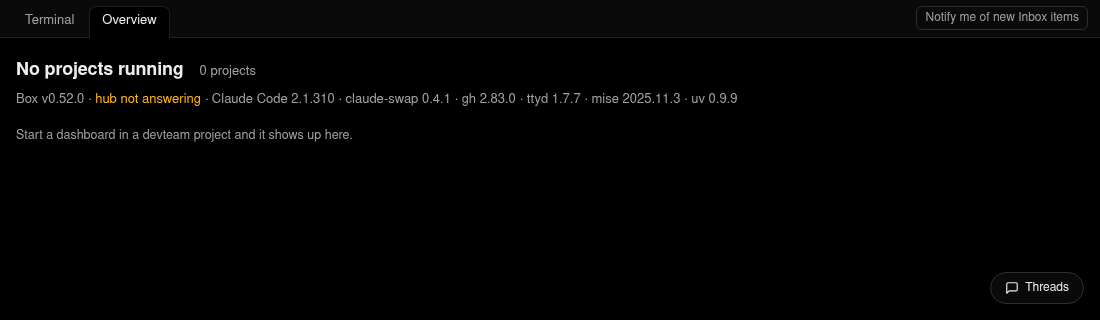 Terminal Overview Notify me of new Inbox items
No projects running 0 projects
Box v0.52.0 · hub not answering · Claude Code 2.1.310 · claude-swap 0.4.1 · gh 2.83.0 · ttyd 1.7.7 · mise 2025.11.3 · uv 0.9.9
Start a dashboard in a devteam project and it shows up here.
Threads